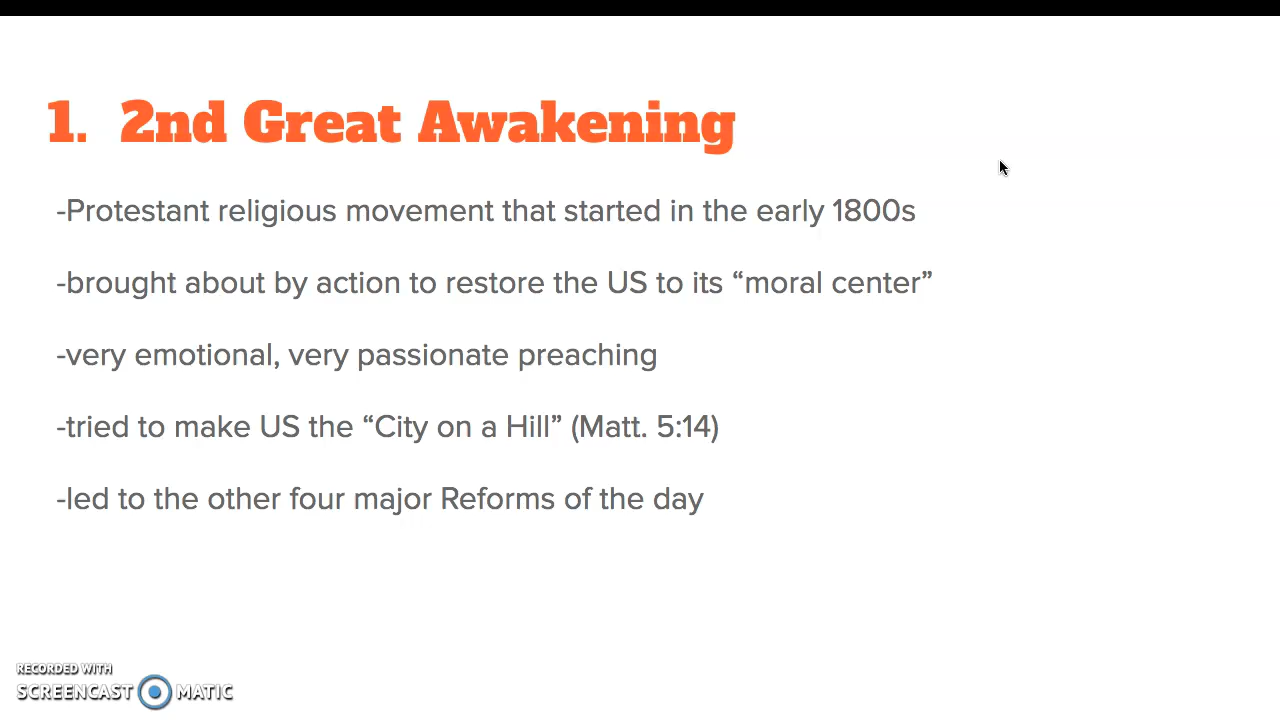 1. 2nd Great Awakening
-Protestant religious movement that started in the early 1800s
-brought about by action to restore the US to its “moral center”
-very emotional, very passionate preaching
-tried to make US the “City on a Hill” (Matt. 5:14)
-led to the other four major Reforms of the day
RECORDED WITH
SCREENCAST MATIC